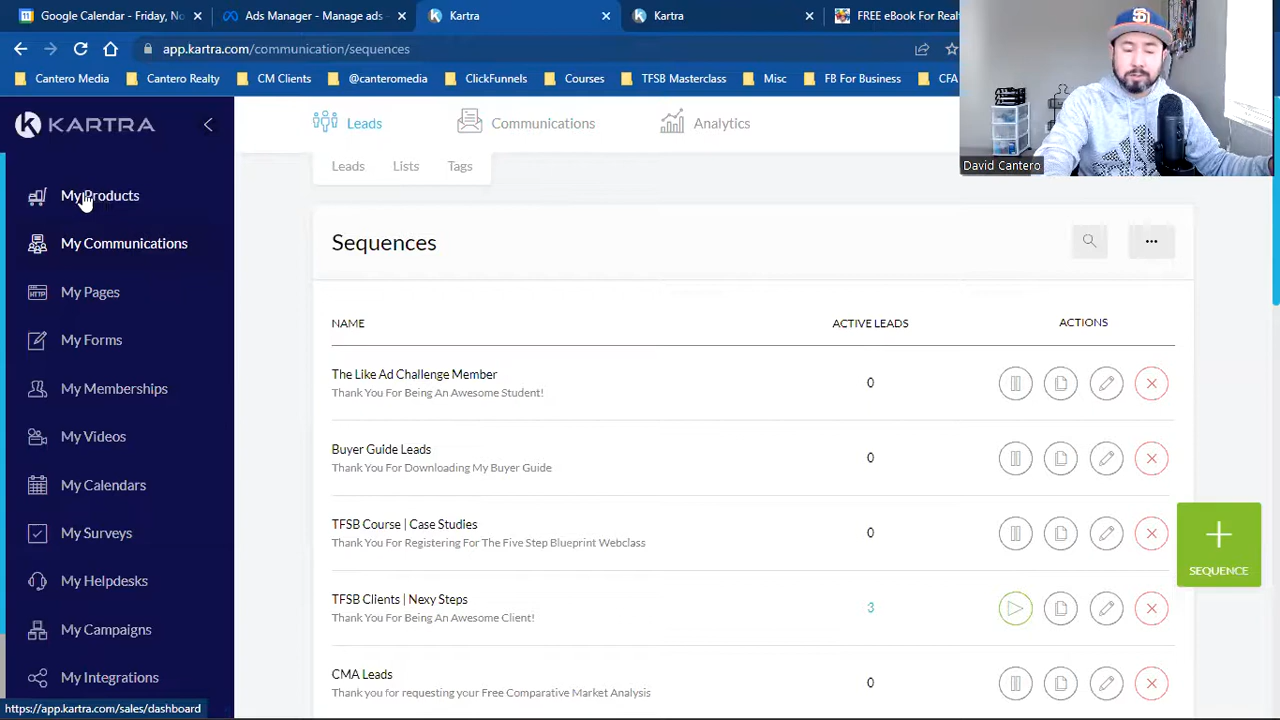 Google Calendar - Friday, No
Ads Manager - Manage ads -
Kartra
Kartra
FREE eBook For Realt
app.kartra.com/communication/sequences
Cantero Media
Cantero Realty
CM Clients
@canteromedia
ClickFunnels
Courses
TFSB Masterclass
Misc
FB For Business
CFA
KARTRA
Leads
Communications
Analytics
David Cantero
Leads
Lists
Tags
My Products
My Communications
My Pages
My Forms
My Memberships
My Videos
My Calendars
My Surveys
My Helpdesks
My Campaigns
My Integrations
Sequences
NAME
ACTIVE LEADS
ACTIONS
The Like Ad Challenge Member
0
Thank You For Being An Awesome Student!
Buyer Guide Leads
0
Thank You For Downloading My Buyer Guide
TFSB Course | Case Studies
0
Thank You For Registering For The Five Step Blueprint Webclass
SEQUENCE
TFSB Clients | Nexy Steps
3
Thank You For Being An Awesome Client!
CMA Leads
0
Thank you for requesting your Free Comparative Market Analysis
https://app.kartra.com/sales/dashboard